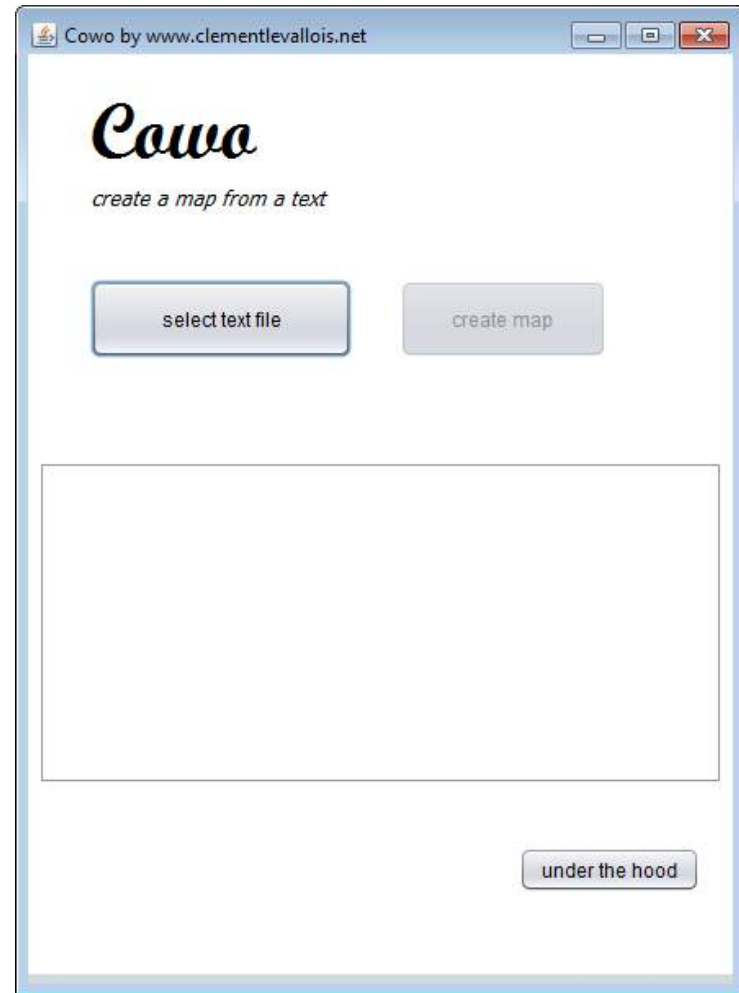 Cowo by www.clementlevallois.net
Cowo
create a map from a text
select text file
create map
under the hood